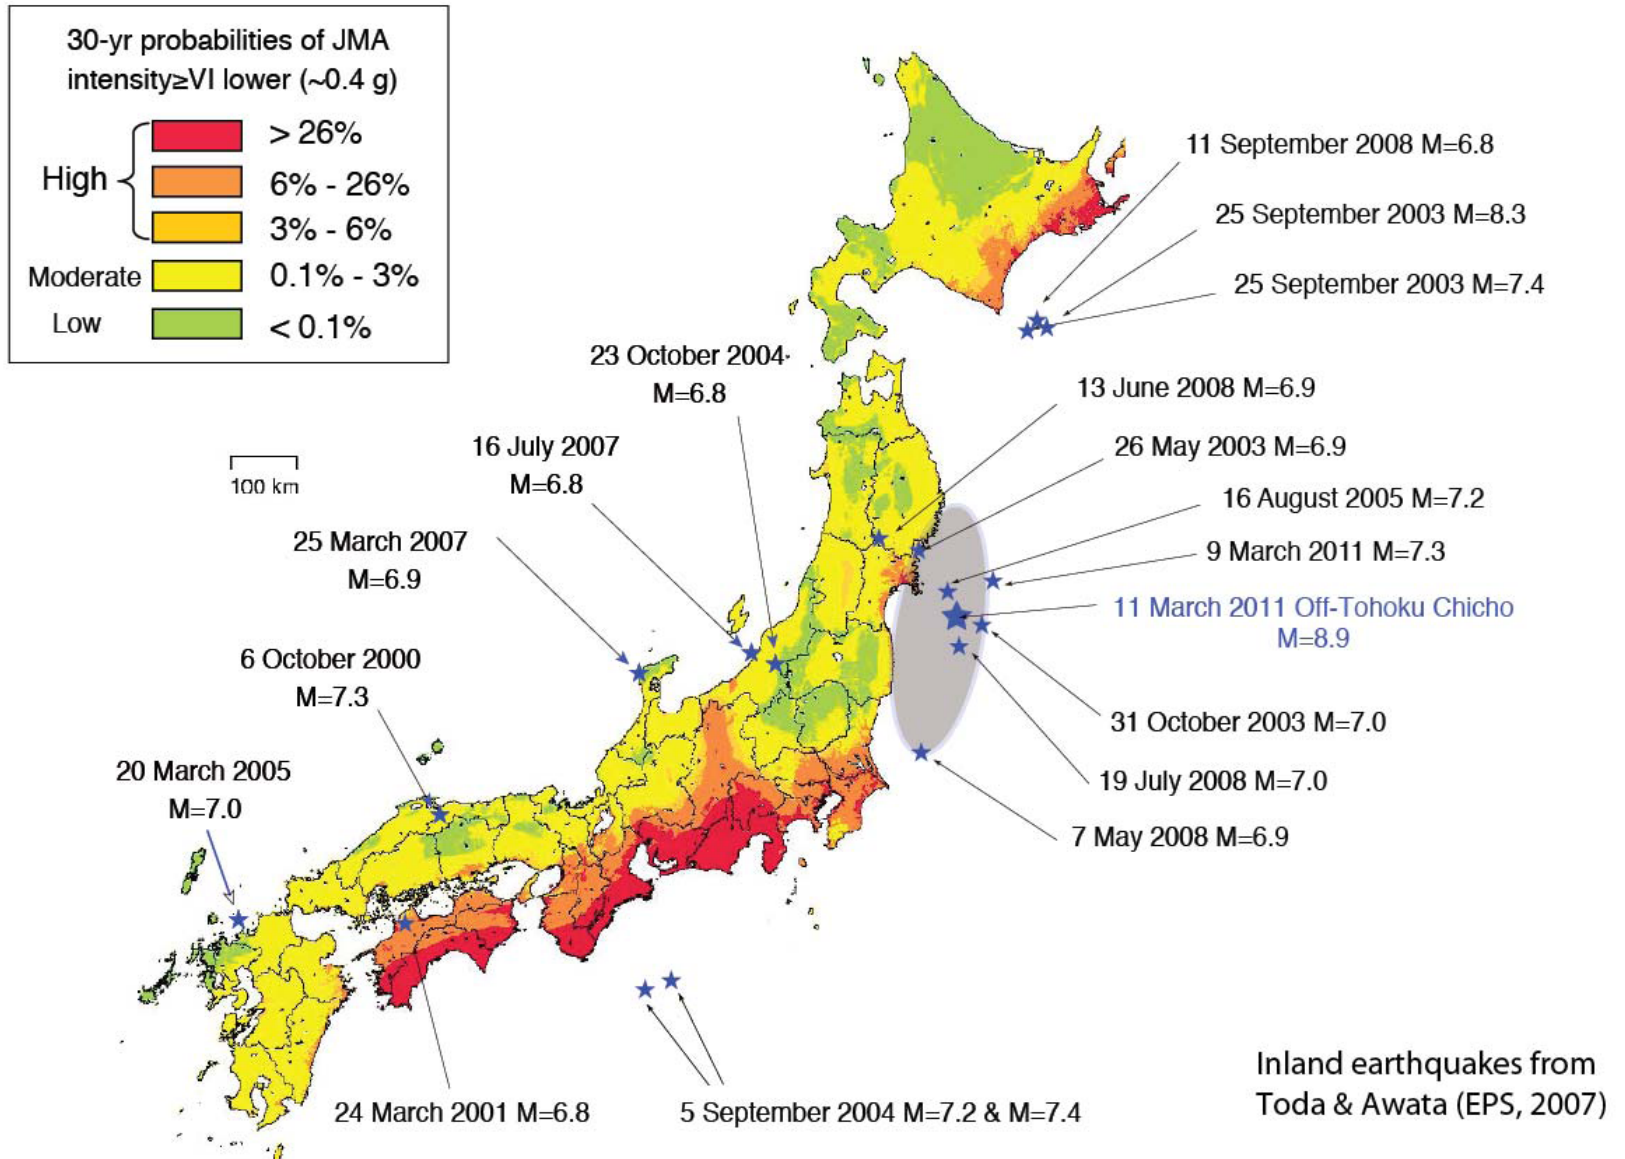 30-yr probabilities of JMA
intensity≥VI lower (~0.4 g)
High
> 26%
6% - 26%
3% - 6%
Moderate
0.1% - 3%
Low
< 0.1%
11 September 2008 M=6.8
25 September 2003 M=8.3
25 September 2003 M=7.4
23 October 2004
M=6.8
13 June 2008 M=6.9
16 July 2007
M=6.8
26 May 2003 M=6.9
100 km
16 August 2005 M=7.2
25 March 2007
M=6.9
9 March 2011 M=7.3
11 March 2011 Off-Tohoku Chicho
M=8.9
6 October 2000
M=7.3
31 October 2003 M=7.0
20 March 2005
M=7.0
19 July 2008 M=7.0
7 May 2008 M=6.9
24 March 2001 M=6.8
5 September 2004 M=7.2 & M=7.4
Inland earthquakes from
Toda & Awata (EPS, 2007)